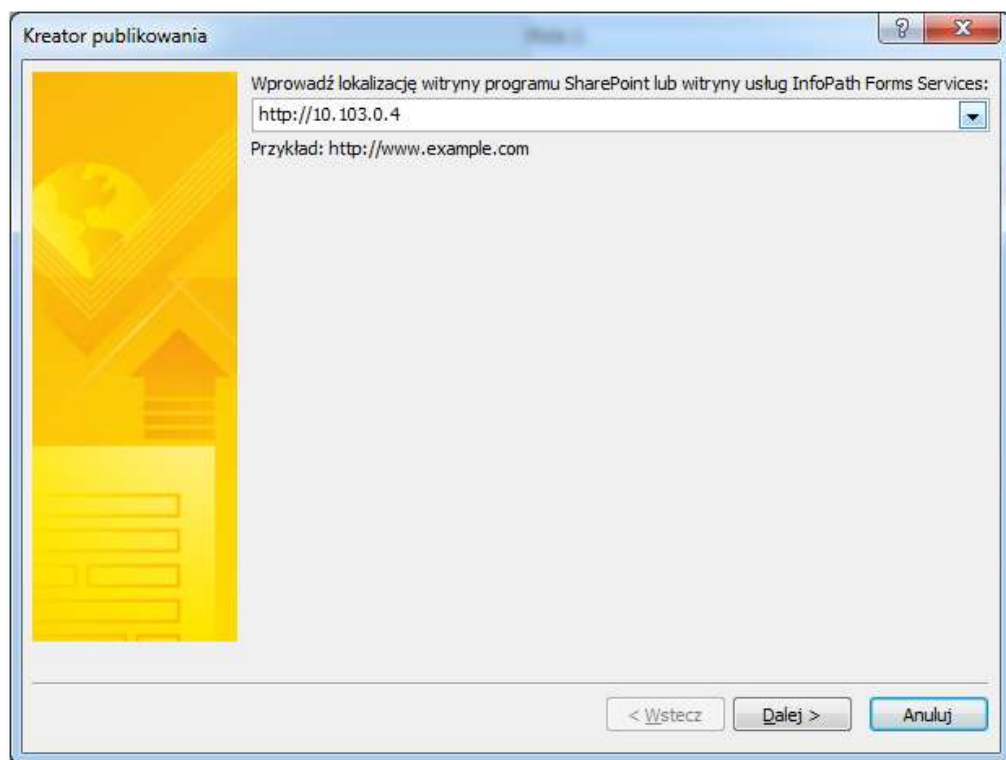 Kreator publikowania
Wprowadź lokalizację witryny programu SharePoint lub witryny usług InfoPath Forms Services:
http://10.103.0.4
Przykład: http://www.example.com
< Wstecz
Dalej >
Anuluj